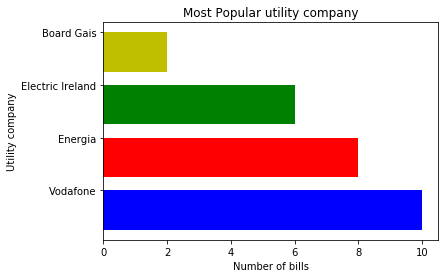 Most Popular utility company
Board Gais
Electric Ireland
Energia
Vodafone
Utility company
0 2 4 6 8 10
Number of bills